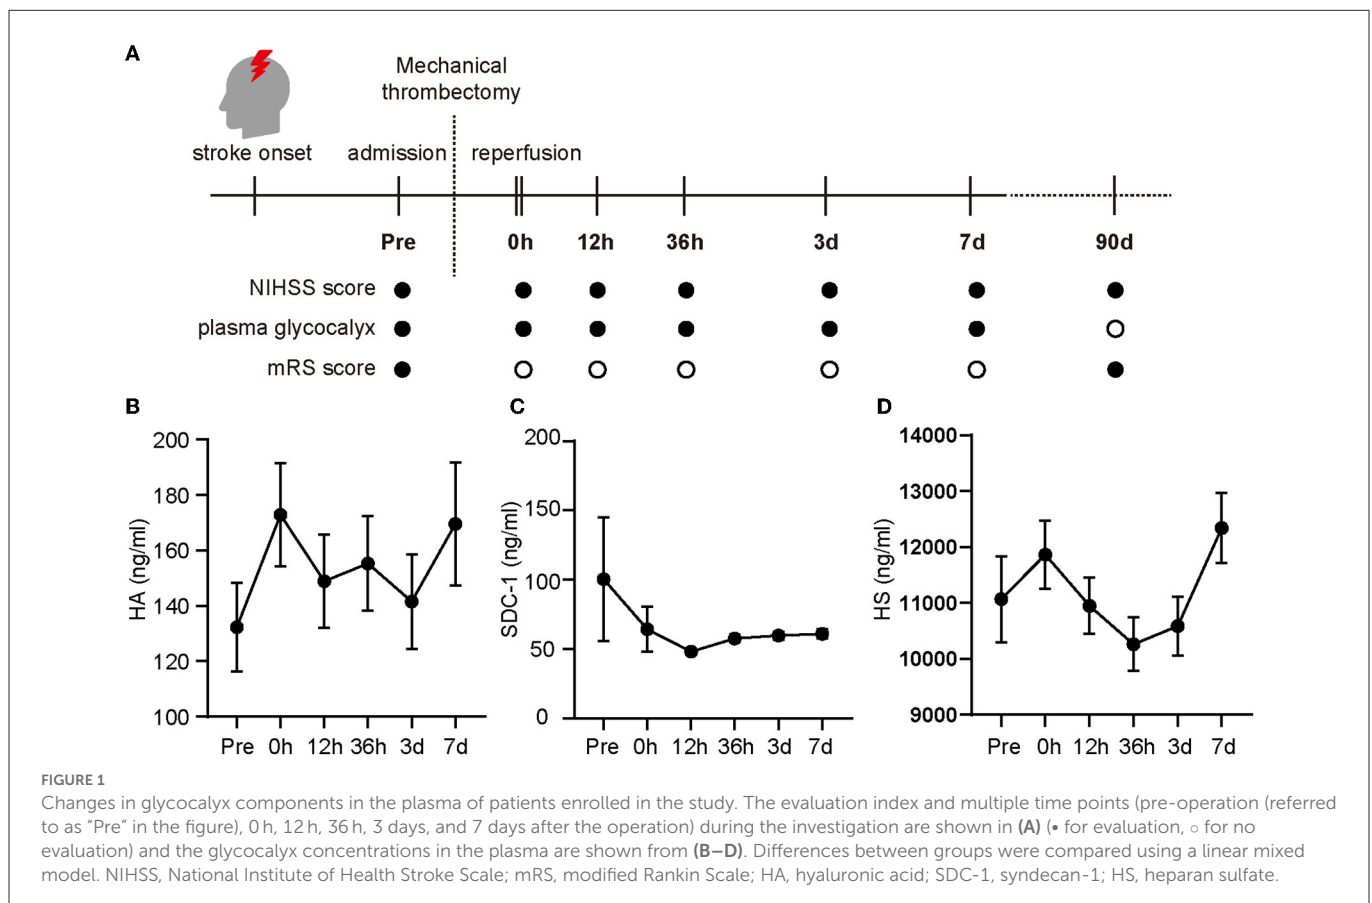 A
Mechanical
thrombectomy
stroke onset admission reperfusion
Pre 0h 12h 36h 3d 7d 90d
NIHSS score
plasma glycocalyx
mRS score
B
200
180
160
140
120
100
HA (ng/ml)
Pre 0h 12h 36h 3d 7d
C
200
150
100
50
0
SDC-1 (ng/ml)
Pre 0h 12h 36h 3d 7d
D
14000
13000
12000
11000
10000
9000
HS (ng/ml)
Pre 0h 12h 36h 3d 7d
FIGURE 1
Changes in glycocalyx components in the plasma of patients enrolled in the study. The evaluation index and multiple time points (pre-operation (referred
to as “Pre” in the figure), 0 h, 12 h, 36 h, 3 days, and 7 days after the operation) during the investigation are shown in (A) (• for evaluation, ○ for no
evaluation) and the glycocalyx concentrations in the plasma are shown from (B–D). Differences between groups were compared using a linear mixed
model. NIHSS, National Institute of Health Stroke Scale; mRS, modified Rankin Scale; HA, hyaluronic acid; SDC-1, syndecan-1; HS, heparan sulfate.